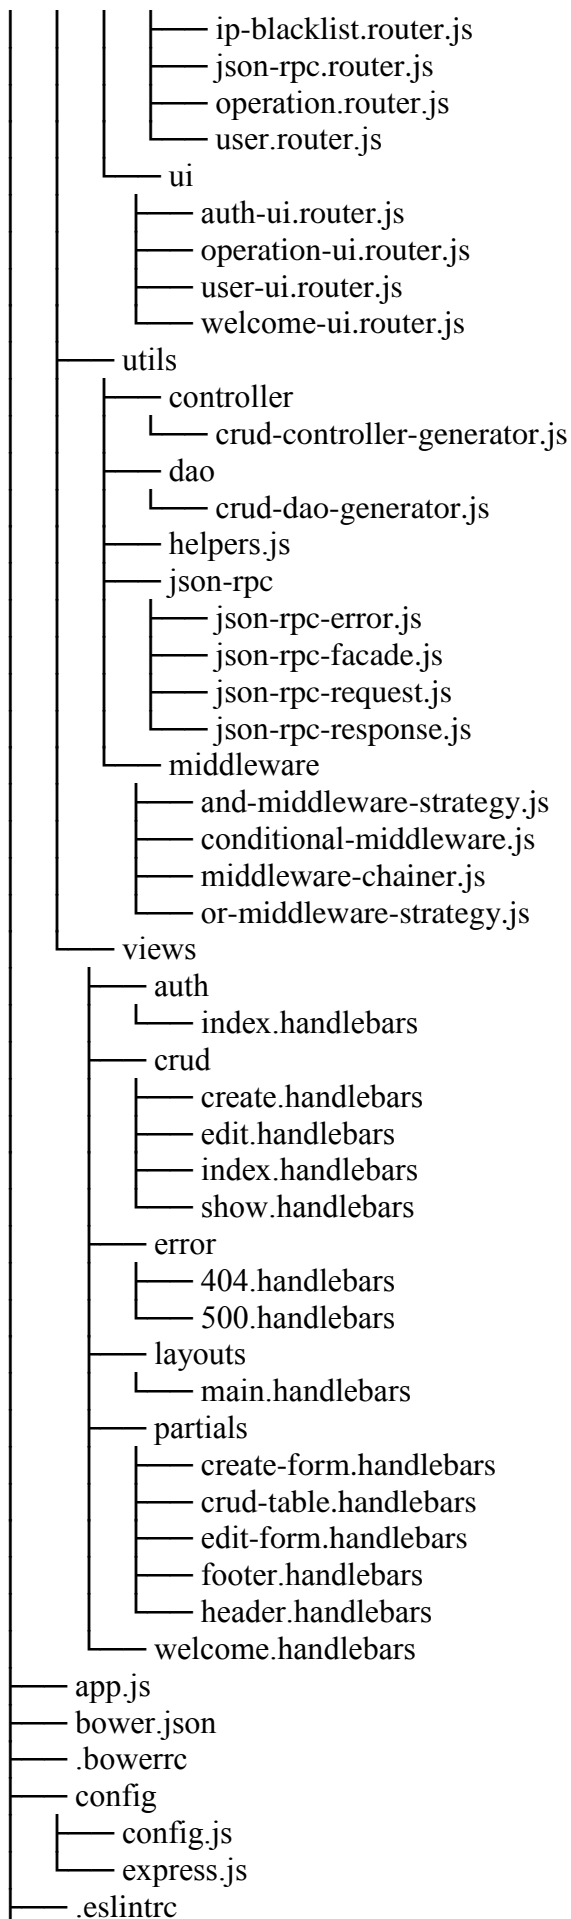 ip-blacklist.router.js
json-rpc.router.js
operation.router.js
user.router.js
ui
auth-ui.router.js
operation-ui.router.js
user-ui.router.js
welcome-ui.router.js
utils
controller
crud-controller-generator.js
dao
crud-dao-generator.js
helpers.js
json-rpc
json-rpc-error.js
json-rpc-facade.js
json-rpc-request.js
json-rpc-response.js
middleware
and-middleware-strategy.js
conditional-middleware.js
middleware-chainer.js
or-middleware-strategy.js
views
auth
index.handlebars
crud
create.handlebars
edit.handlebars
index.handlebars
show.handlebars
error
404.handlebars
500.handlebars
layouts
main.handlebars
partials
create-form.handlebars
crud-table.handlebars
edit-form.handlebars
footer.handlebars
header.handlebars
welcome.handlebars
app.js
bower.json
.bowerrc
config
config.js
express.js
.eslintrc